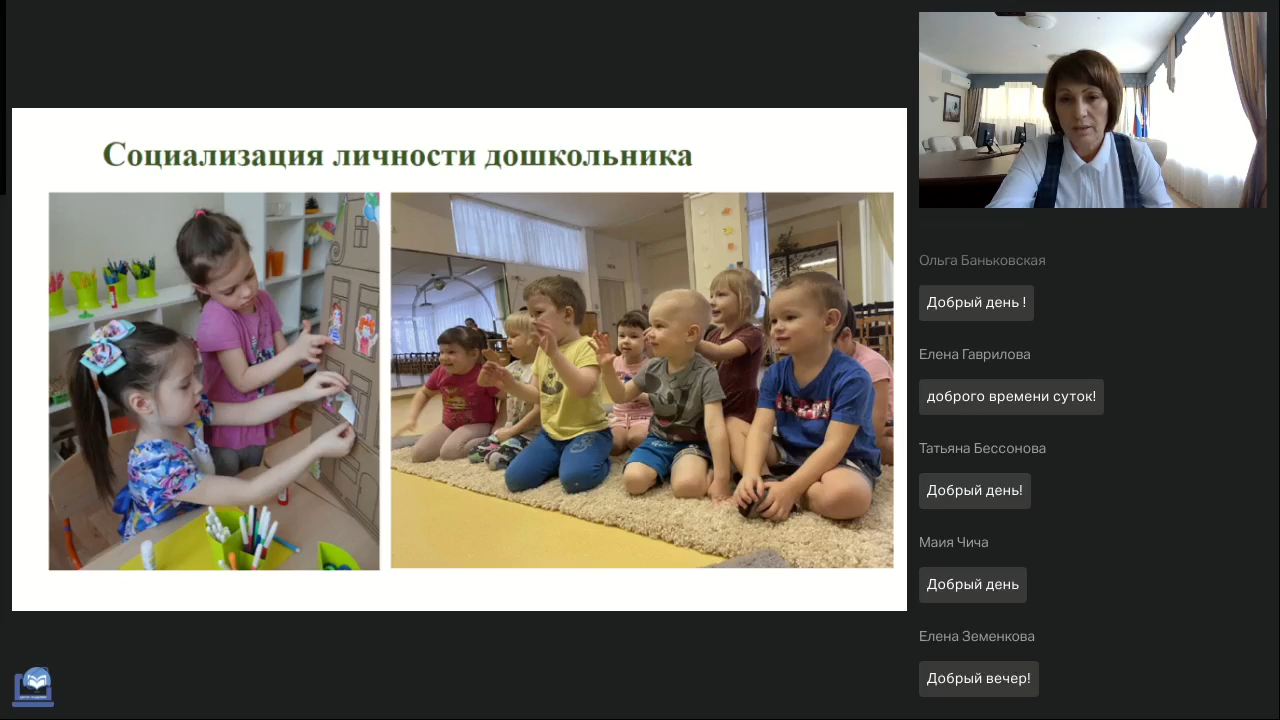 Социализация личности дошкольника
Ольга Баньковская
Добрый день !
Елена Гаврилова
доброго времени суток!
Татьяна Бессонова
Добрый день!
Маия Чича
Добрый день
Елена Земенкова
Добрый вечер!